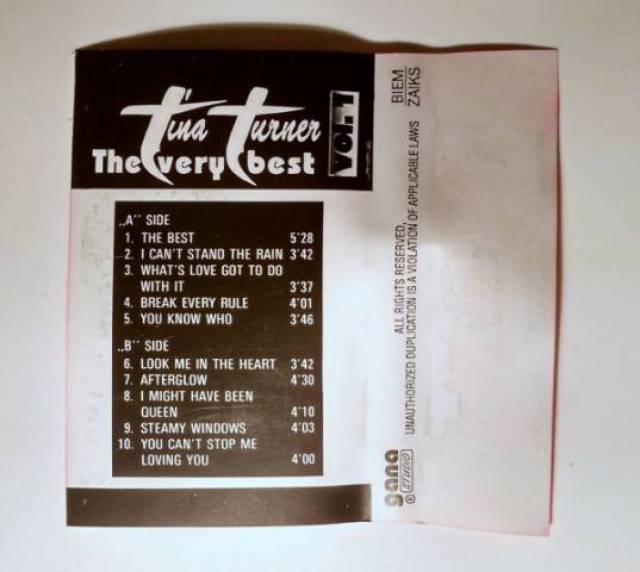 Tina Turner
The very best
VOL. 1
„A” SIDE
1. THE BEST 5'28
2. I CAN'T STAND THE RAIN 3'42
3. WHAT'S LOVE GOT TO DO
WITH IT 3'37
4. BREAK EVERY RULE 4'01
5. YOU KNOW WHO 3'46
„B” SIDE
6. LOOK ME IN THE HEART 3'42
7. AFTERGLOW 4'30
8. I MIGHT HAVE BEEN
QUEEN 4'10
9. STEAMY WINDOWS 4'03
10. YOU CAN'T STOP ME
LOVING YOU 4'00
BIEM
ZAIKS
ALL RIGHTS RESERVED,
UNAUTHORIZED DUPLICATION IS A VIOLATION OF APPLICABLE LAWS
gana
® STUDIO